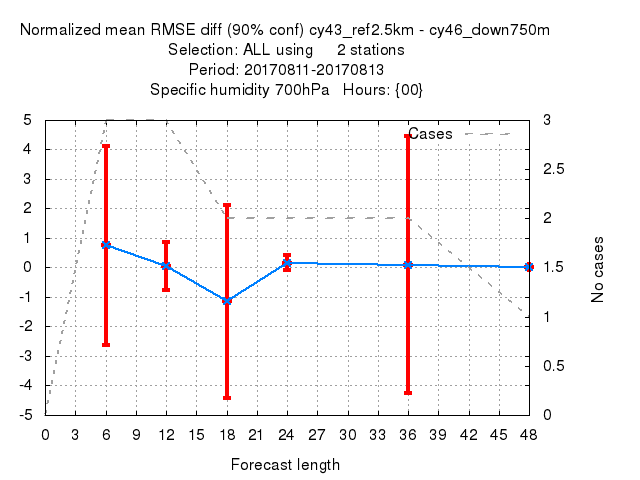 Normalized mean RMSE diff (90% conf) cy43_ref2.5km - cy46_down750m
Selection: ALL using 2 stations
Period: 20170811-20170813
Specific humidity 700hPa Hours: {00}
Cases
5
4
3
2
1
0
-1
-2
-3
-4
-5
3
2.5
2
1.5
1
0.5
0
No cases
0 3 6 9 12 15 18 21 24 27 30 33 36 39 42 45 48
Forecast length